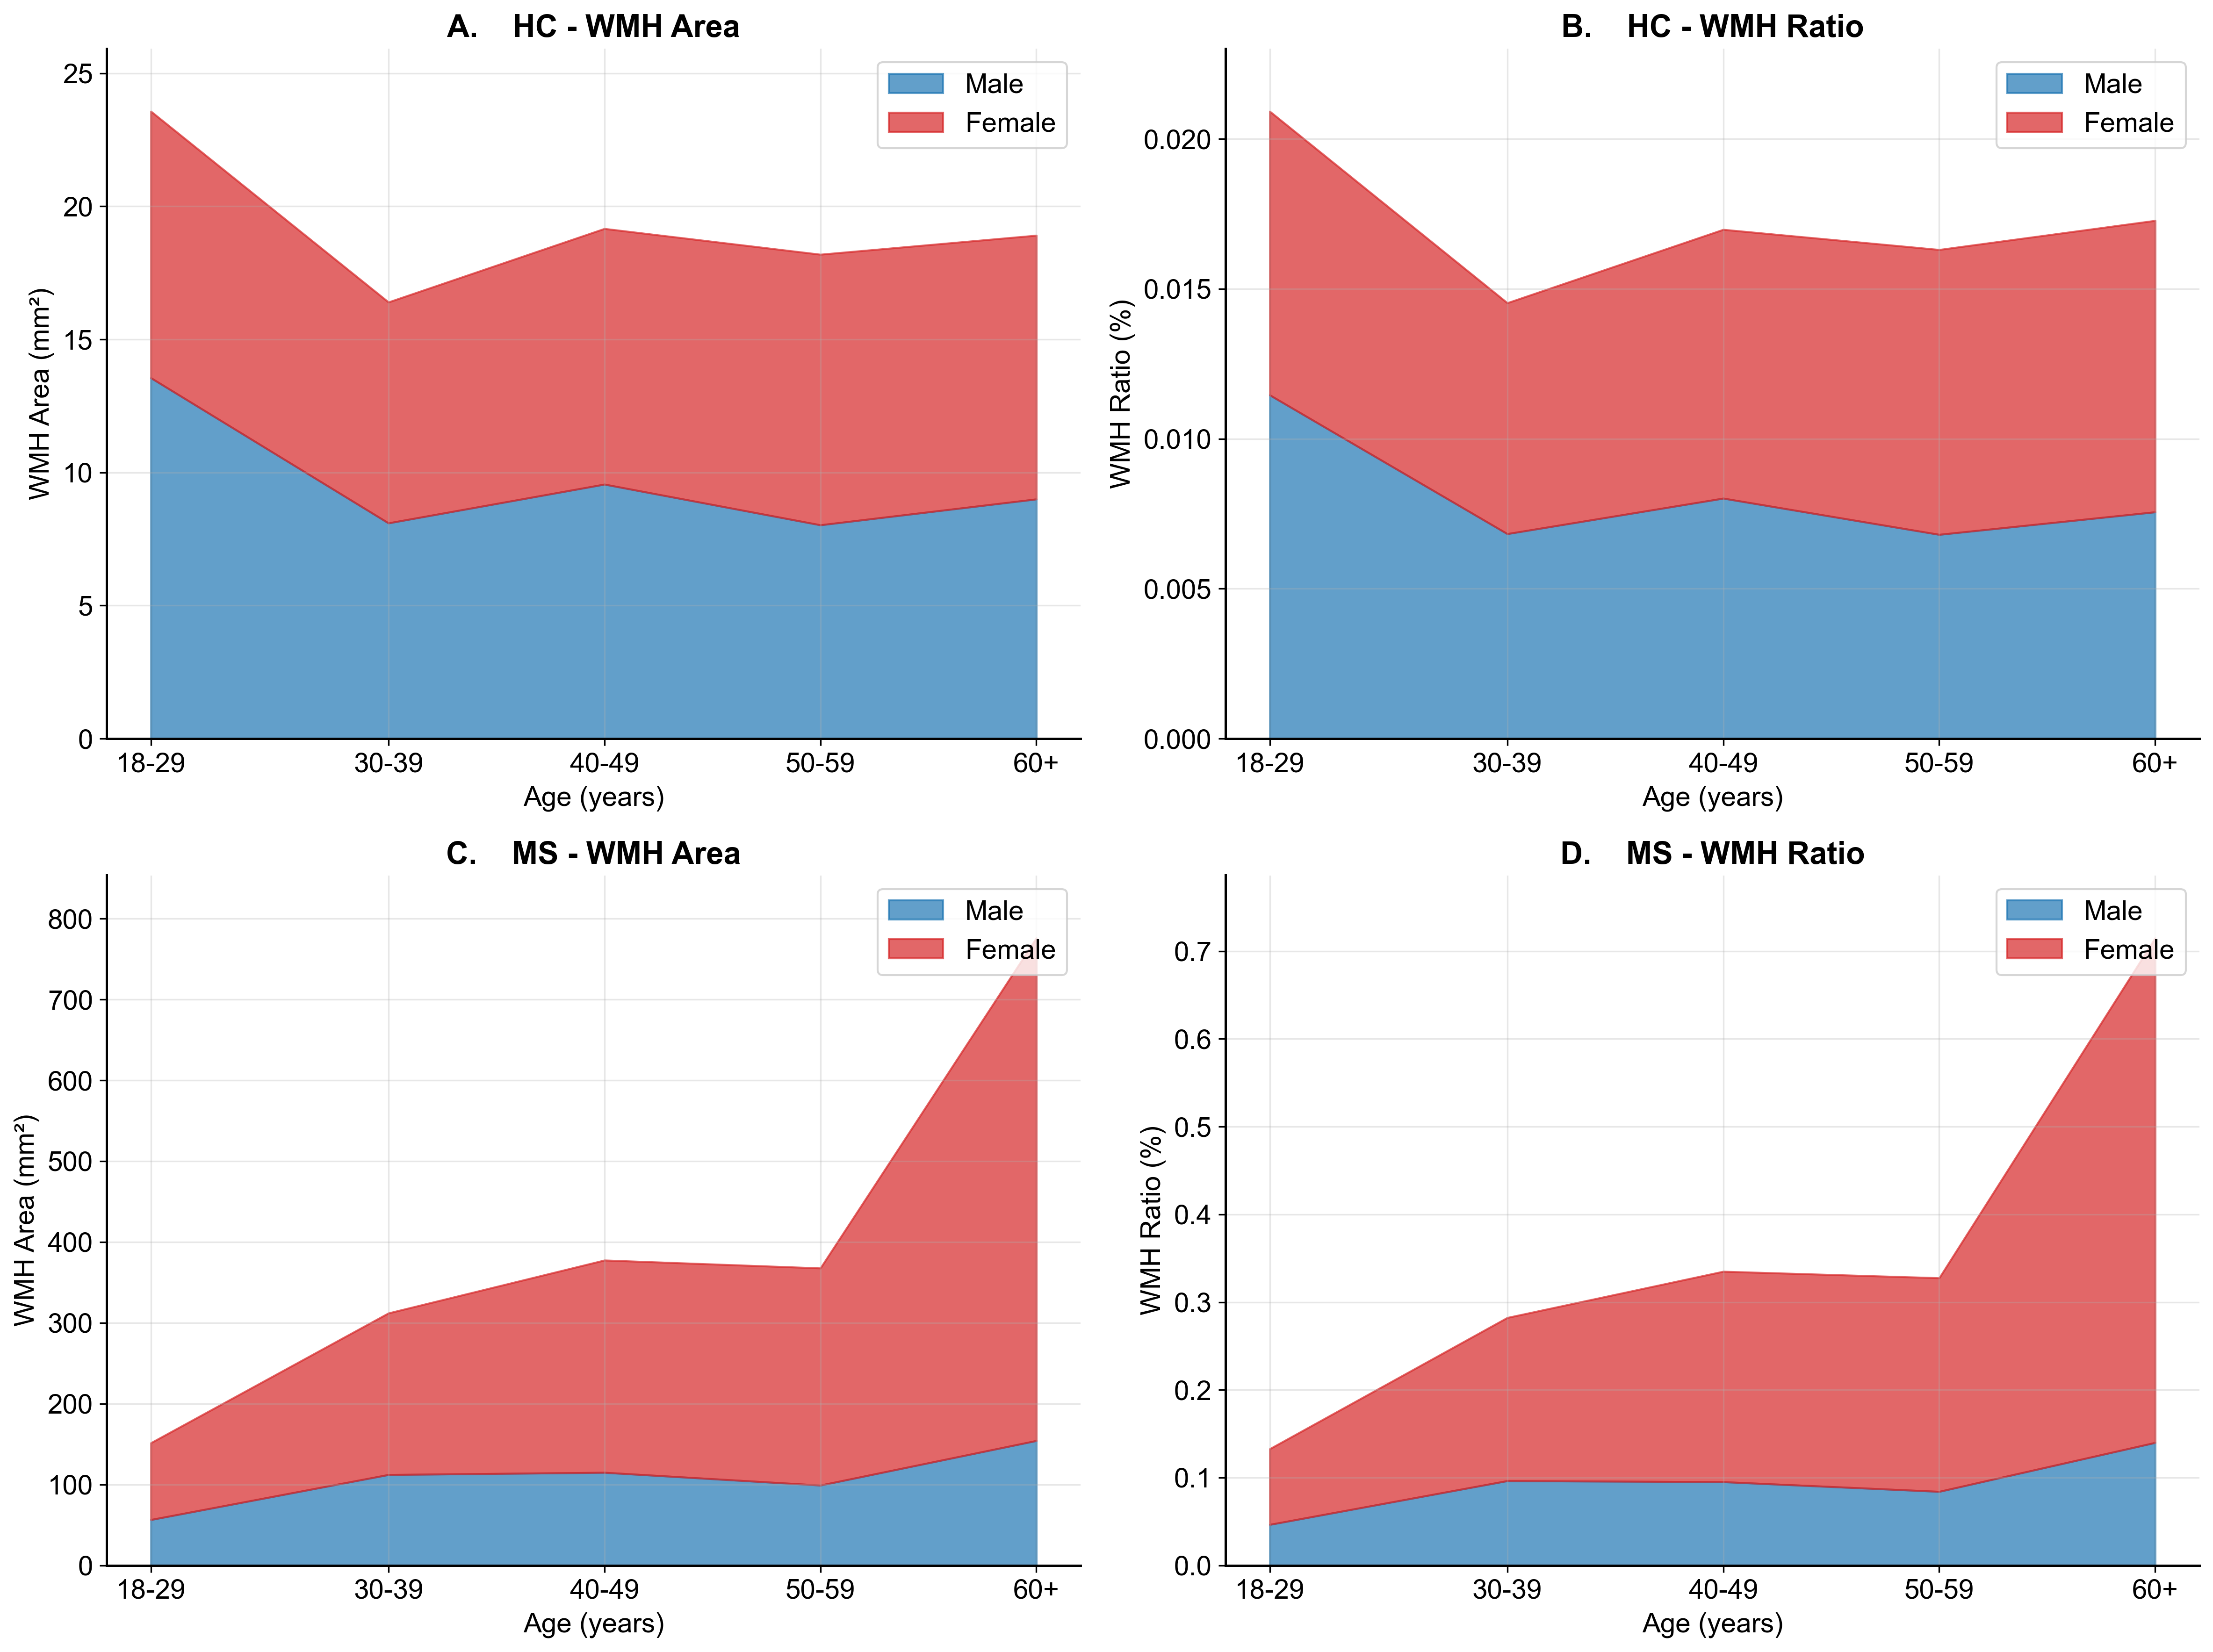 A. HC - WMH Area
25
20
15
10
5
0
WMH Area (mm²)
Male
Female
18-29 30-39 40-49 50-59 60+
Age (years)
B. HC - WMH Ratio
0.020
0.015
0.010
0.005
0.000
WMH Ratio (%)
Male
Female
18-29 30-39 40-49 50-59 60+
Age (years)
C. MS - WMH Area
800
700
600
500
400
300
200
100
0
WMH Area (mm²)
Male
Female
18-29 30-39 40-49 50-59 60+
Age (years)
D. MS - WMH Ratio
0.7
0.6
0.5
0.4
0.3
0.2
0.1
0.0
WMH Ratio (%)
Male
Female
18-29 30-39 40-49 50-59 60+
Age (years)